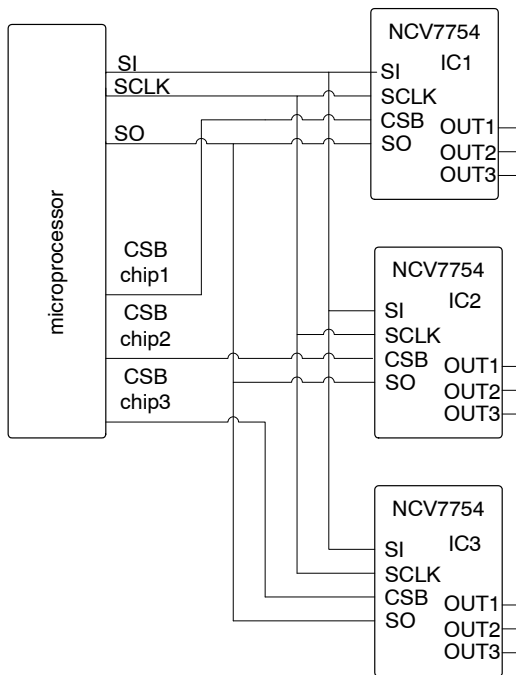 microprocessor
SI
SCLK
SO
CSB
chip1
CSB
chip2
CSB
chip3
NCV7754
IC1
SI
SCLK
CSB
SO
OUT1
OUT2
OUT3
NCV7754
IC2
SI
SCLK
CSB
SO
OUT1
OUT2
OUT3
NCV7754
IC3
SI
SCLK
CSB
SO
OUT1
OUT2
OUT3